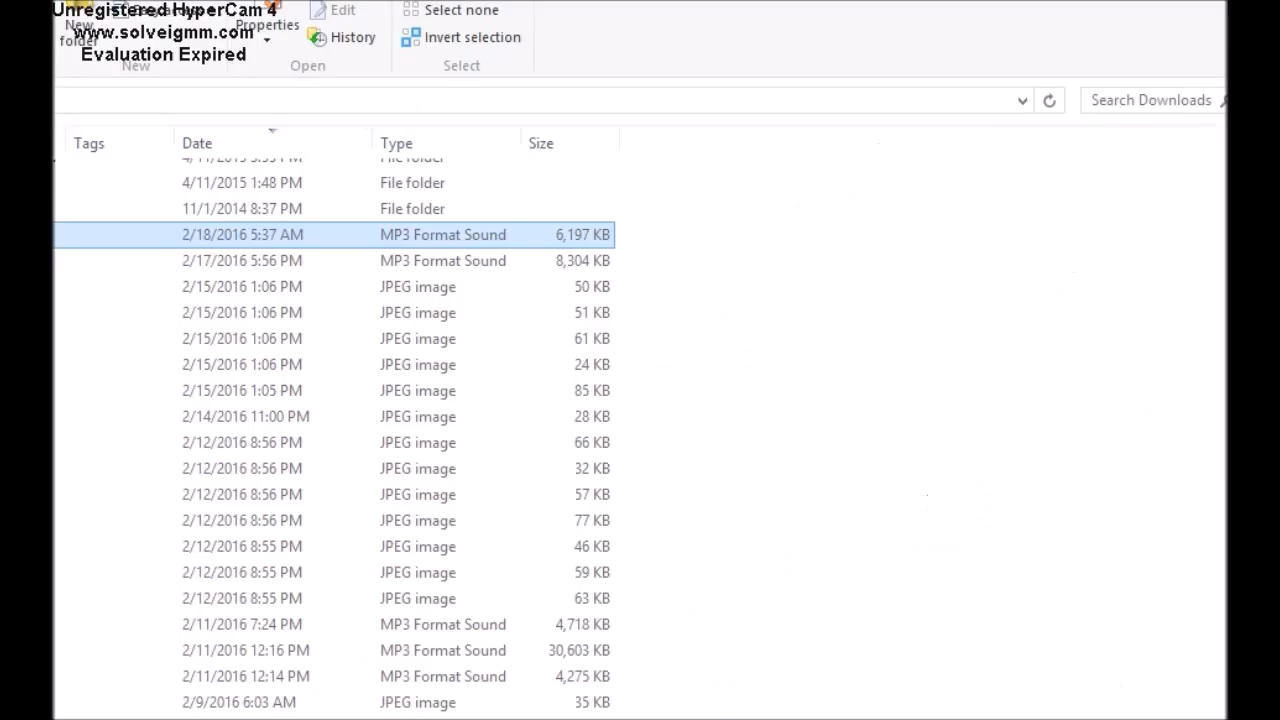 Unregistered HyperCam 4
www.solveigmm.com
Evaluation Expired
New
folder
New
Properties
Edit
History
Open
Select none
Invert selection
Select
Search Downloads
Tags Date Type Size
4/11/2015 1:48 PM File folder
11/1/2014 8:37 PM File folder
2/18/2016 5:37 AM MP3 Format Sound 6,197 KB
2/17/2016 5:56 PM MP3 Format Sound 8,304 KB
2/15/2016 1:06 PM JPEG image 50 KB
2/15/2016 1:06 PM JPEG image 51 KB
2/15/2016 1:06 PM JPEG image 61 KB
2/15/2016 1:06 PM JPEG image 24 KB
2/15/2016 1:05 PM JPEG image 85 KB
2/14/2016 11:00 PM JPEG image 28 KB
2/12/2016 8:56 PM JPEG image 66 KB
2/12/2016 8:56 PM JPEG image 32 KB
2/12/2016 8:56 PM JPEG image 57 KB
2/12/2016 8:56 PM JPEG image 77 KB
2/12/2016 8:55 PM JPEG image 46 KB
2/12/2016 8:55 PM JPEG image 59 KB
2/12/2016 8:55 PM JPEG image 63 KB
2/11/2016 7:24 PM MP3 Format Sound 4,718 KB
2/11/2016 12:16 PM MP3 Format Sound 30,603 KB
2/11/2016 12:14 PM MP3 Format Sound 4,275 KB
2/9/2016 6:03 AM JPEG image 35 KB